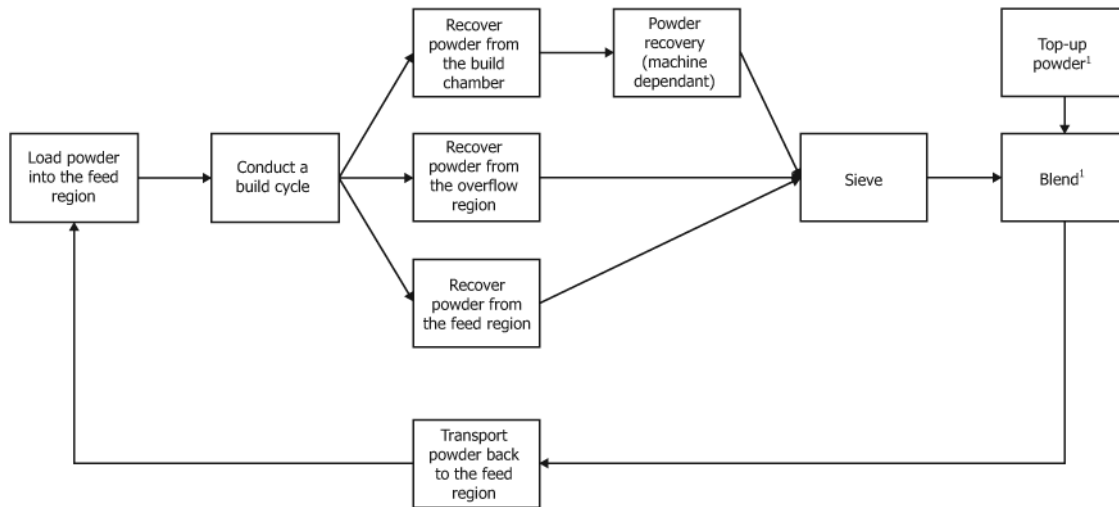 Recover
powder from
the build
chamber
Powder
recovery
(machine
dependant)
Top-up
powder¹
Load powder
into the feed
region
Conduct a
build cycle
Recover
powder from
the overflow
region
Sieve
Blend¹
Recover
powder from
the feed region
Transport
powder back
to the feed
region